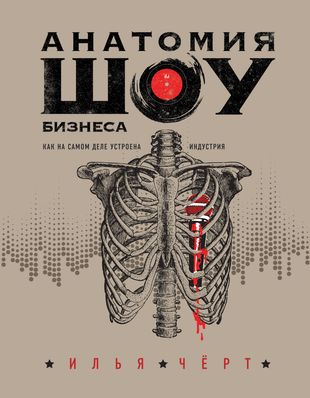 АНАТОМИЯ
ШОУ
БИЗНЕСА
КАК НА САМОМ ДЕЛЕ УСТРОЕНА ИНДУСТРИЯ
ИЛЬЯ ЧЁРТ